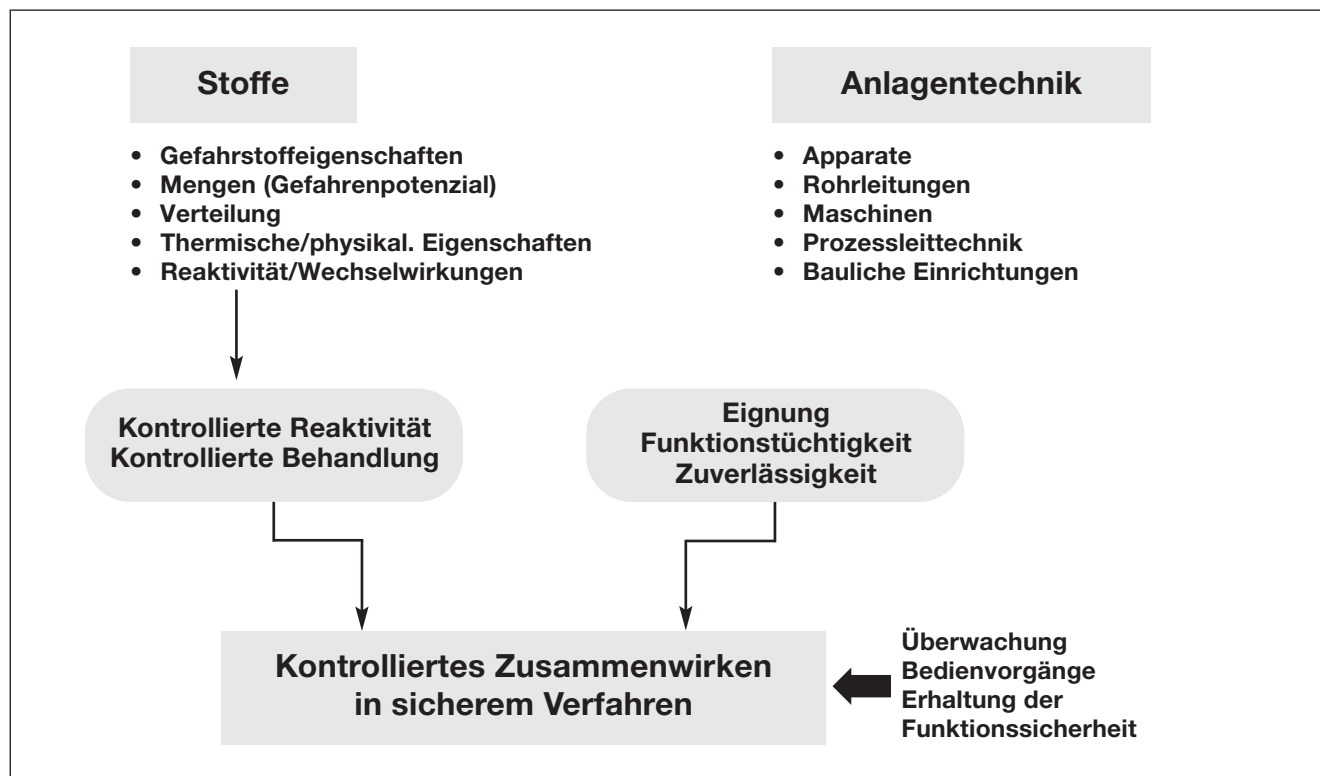 Stoffe
• Gefahrstoffeigenschaften
• Mengen (Gefahrenpotenzial)
• Verteilung
• Thermische/physikal. Eigenschaften
• Reaktivität/Wechselwirkungen
Anlagentechnik
• Apparate
• Rohrleitungen
• Maschinen
• Prozessleittechnik
• Bauliche Einrichtungen
Kontrollierte Reaktivität
Kontrollierte Behandlung
Eignung
Funktionstüchtigkeit
Zuverlässigkeit
Kontrolliertes Zusammenwirken
in sicherem Verfahren
Überwachung
Bedienvorgänge
Erhaltung der
Funktionssicherheit